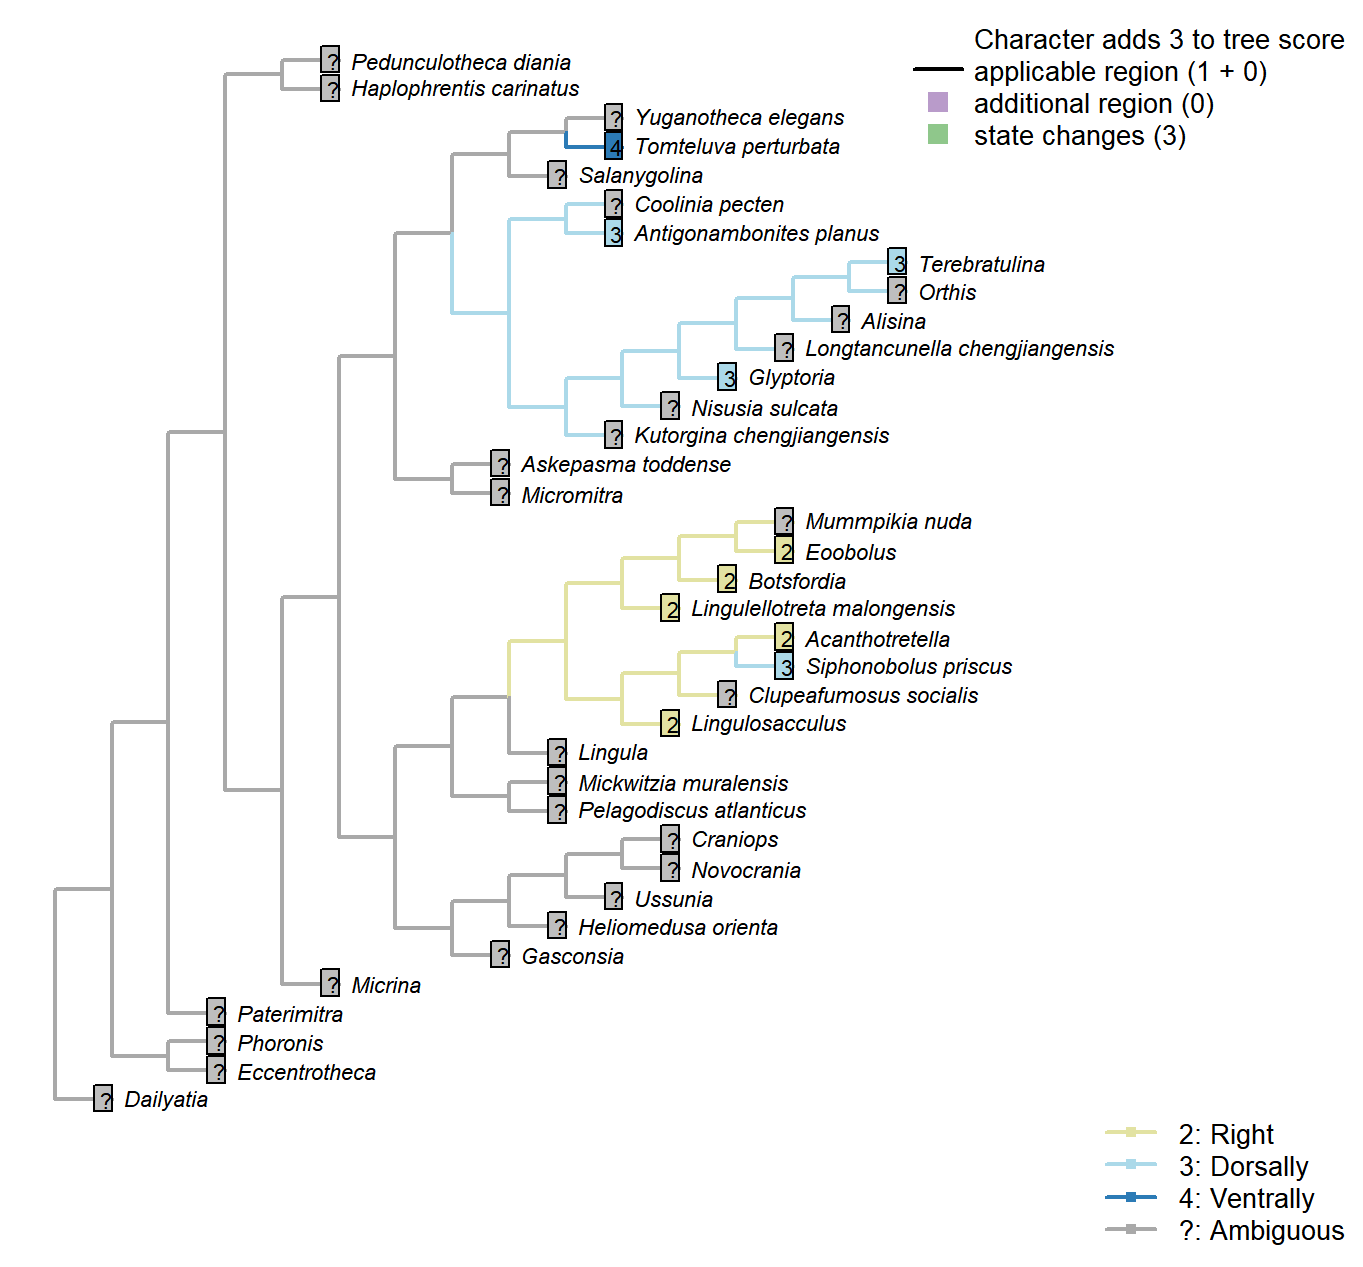 Character adds 3 to tree score
applicable region (1 + 0)
additional region (0)
state changes (3)
? Pedunculotheca diania
? Haplophrentis carinatus
? Yuganotheca elegans
4 Tomteluva perturbata
? Salanygolina
? Coolinia pecten
3 Antigonambonites planus
3 Terebratulina
? Orthis
? Alisina
? Longtancunella chengjiangensis
3 Glyptoria
? Nisusia sulcata
? Kutorgina chengjiangensis
? Askepasma toddense
? Micromitra
? Mummpikia nuda
2 Eoobolus
2 Botsfordia
2 Lingulellotreta malongensis
2 Acanthotretella
3 Siphonobolus priscus
? Clupeafumosus socialis
2 Lingulosacculus
? Lingula
? Mickwitzia muralensis
? Pelagodiscus atlanticus
? Craniops
? Novocrania
? Ussunia
? Heliomedusa orienta
? Gasconsia
? Micrina
? Paterimitra
? Phoronis
? Eccentrotheca
? Dailyatia
2: Right
3: Dorsally
4: Ventrally
?: Ambiguous